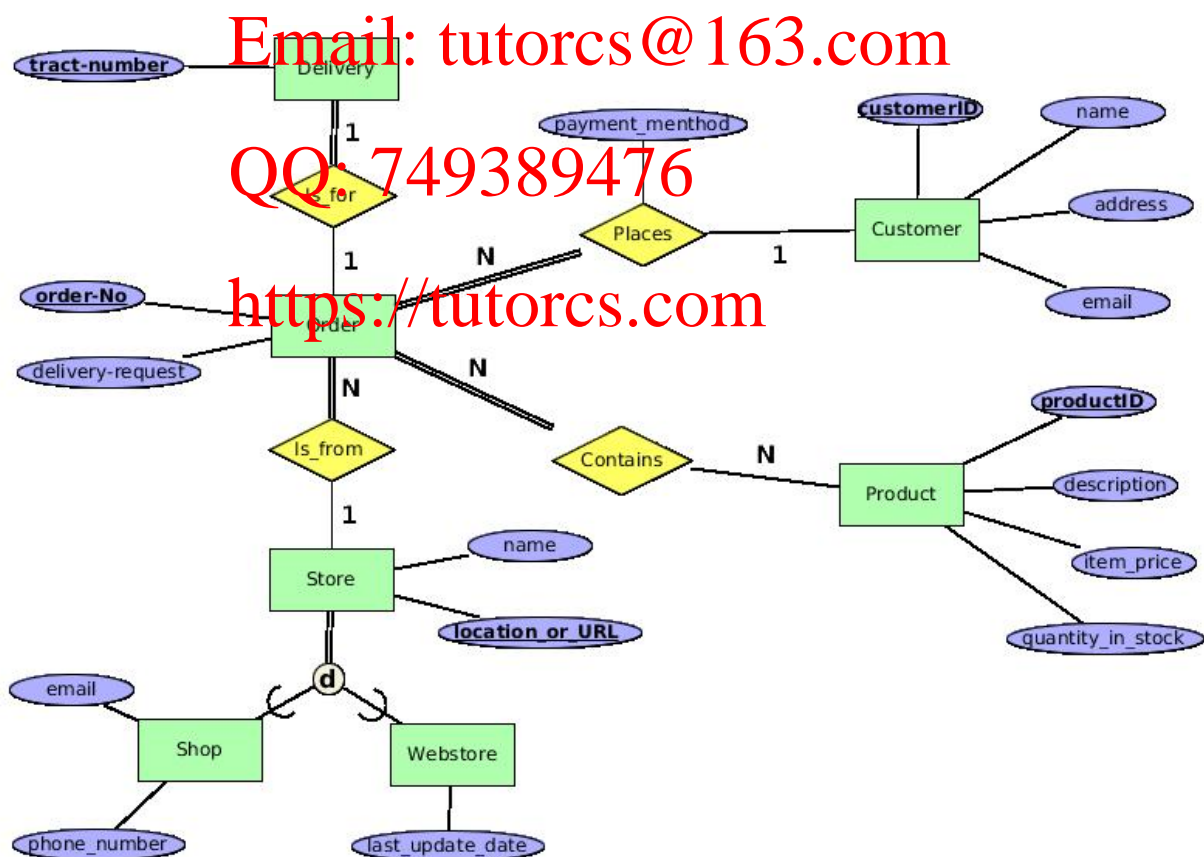 Email: tutorcs@163.com
tract-number
Delivery
1
payment_menthod
customerID
name
QQ: 749389476
Is_for
address
Places
Customer
N
1
1
order-No
email
https://tutorcs.com
Order
delivery-request
N
N
productID
Is_from
Contains
N
description
Product
1
name
item_price
Store
location_or_URL
quantity_in_stock
d
email
Shop
Webstore
phone_number
last_update_date